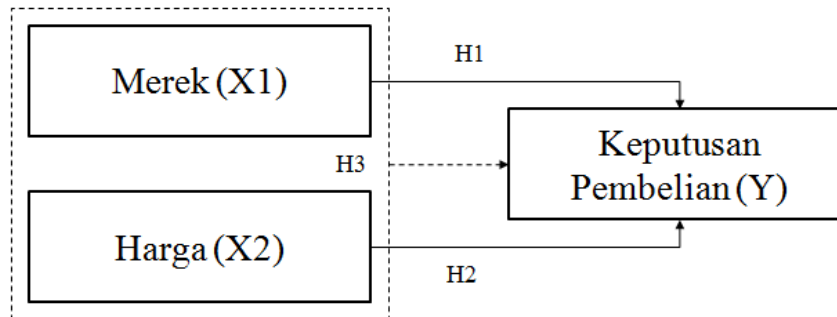 Merek (X1)
H1
Keputusan
Pembelian (Y)
H3
Harga (X2)
H2